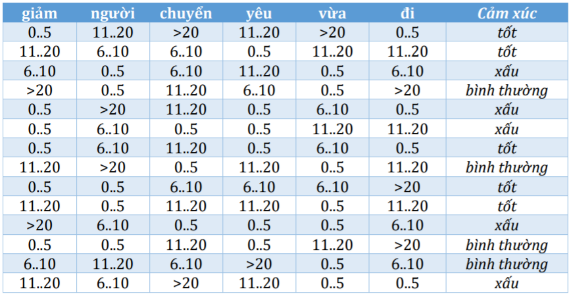 giảm người chuyển yêu vừa đi Cảm xúc
0..5 11..20 >20 11..20 >20 0..5 tốt
11..20 6..10 6..10 0..5 11..20 11..20 tốt
6..10 0..5 6..10 11..20 0..5 6..10 xấu
>20 0..5 11..20 6..10 0..5 >20 bình thường
0..5 >20 11..20 0..5 6..10 0..5 xấu
0..5 6..10 0..5 0..5 11..20 11..20 xấu
0..5 6..10 11..20 0..5 6..10 0..5 tốt
11..20 >20 0..5 11..20 0..5 11..20 bình thường
0..5 0..5 6..10 6..10 6..10 >20 tốt
11..20 0..5 11..20 11..20 0..5 11..20 tốt
>20 6..10 0..5 0..5 0..5 6..10 xấu
0..5 0..5 11..20 0..5 11..20 >20 bình thường
6..10 11..20 6..10 >20 0..5 6..10 bình thường
11..20 6..10 >20 11..20 0..5 0..5 xấu